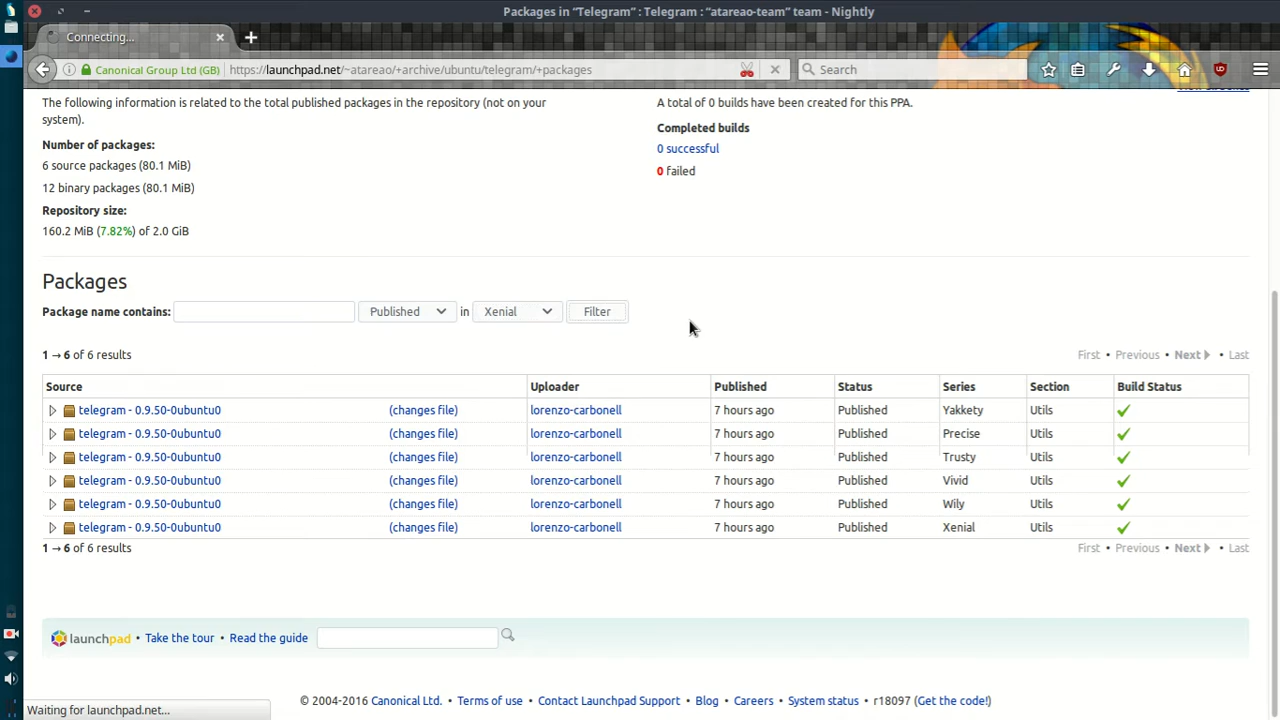 Packages in “Telegram” : Telegram : “atareao-team” team - Nightly
Connecting...
Canonical Group Ltd (GB)
https://launchpad.net/~atareao/+archive/ubuntu/telegram/+packages
Search
The following information is related to the total published packages in the repository (not on your
system).
Number of packages:
6 source packages (80.1 MiB)
12 binary packages (80.1 MiB)
Repository size:
160.2 MiB (7.82%) of 2.0 GiB
A total of 0 builds have been created for this PPA.
Completed builds
0 successful
0 failed
Packages
Package name contains: Published in Xenial Filter
1 → 6 of 6 results First • Previous • Next • Last
Source Uploader Published Status Series Section Build Status
telegram - 0.9.50-0ubuntu0 (changes file) lorenzo-carbonell 7 hours ago Published Yakkety Utils
telegram - 0.9.50-0ubuntu0 (changes file) lorenzo-carbonell 7 hours ago Published Precise Utils
telegram - 0.9.50-0ubuntu0 (changes file) lorenzo-carbonell 7 hours ago Published Trusty Utils
telegram - 0.9.50-0ubuntu0 (changes file) lorenzo-carbonell 7 hours ago Published Vivid Utils
telegram - 0.9.50-0ubuntu0 (changes file) lorenzo-carbonell 7 hours ago Published Wily Utils
telegram - 0.9.50-0ubuntu0 (changes file) lorenzo-carbonell 7 hours ago Published Xenial Utils
1 → 6 of 6 results First • Previous • Next • Last
launchpad • Take the tour • Read the guide
© 2004-2016 Canonical Ltd. • Terms of use • Contact Launchpad Support • Blog • Careers • System status • r18097 (Get the code!)
Waiting for launchpad.net...